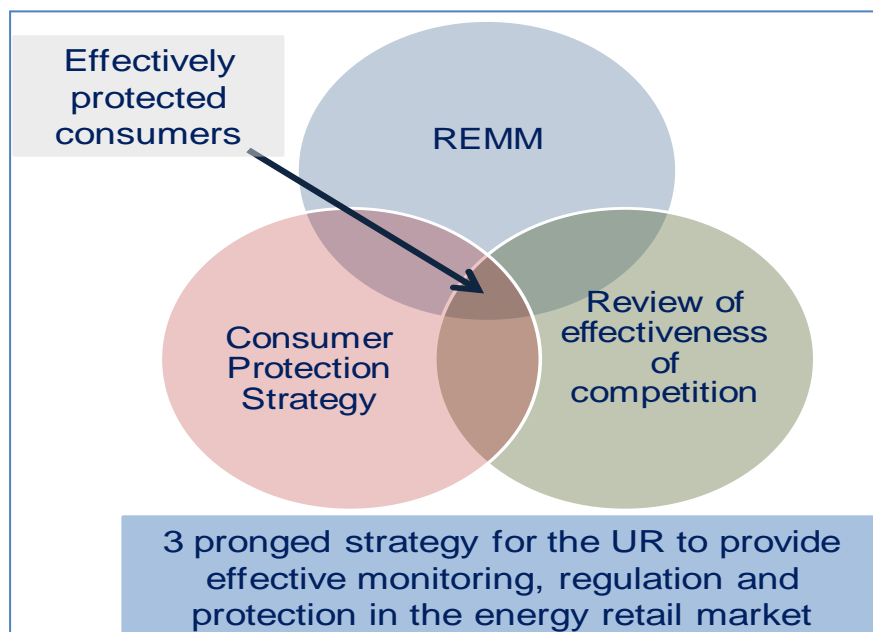 Effectively
protected
consumers
REMM
Consumer
Protection
Strategy
Review of
effectiveness
of
competition
3 pronged strategy for the UR to provide
effective monitoring, regulation and
protection in the energy retail market